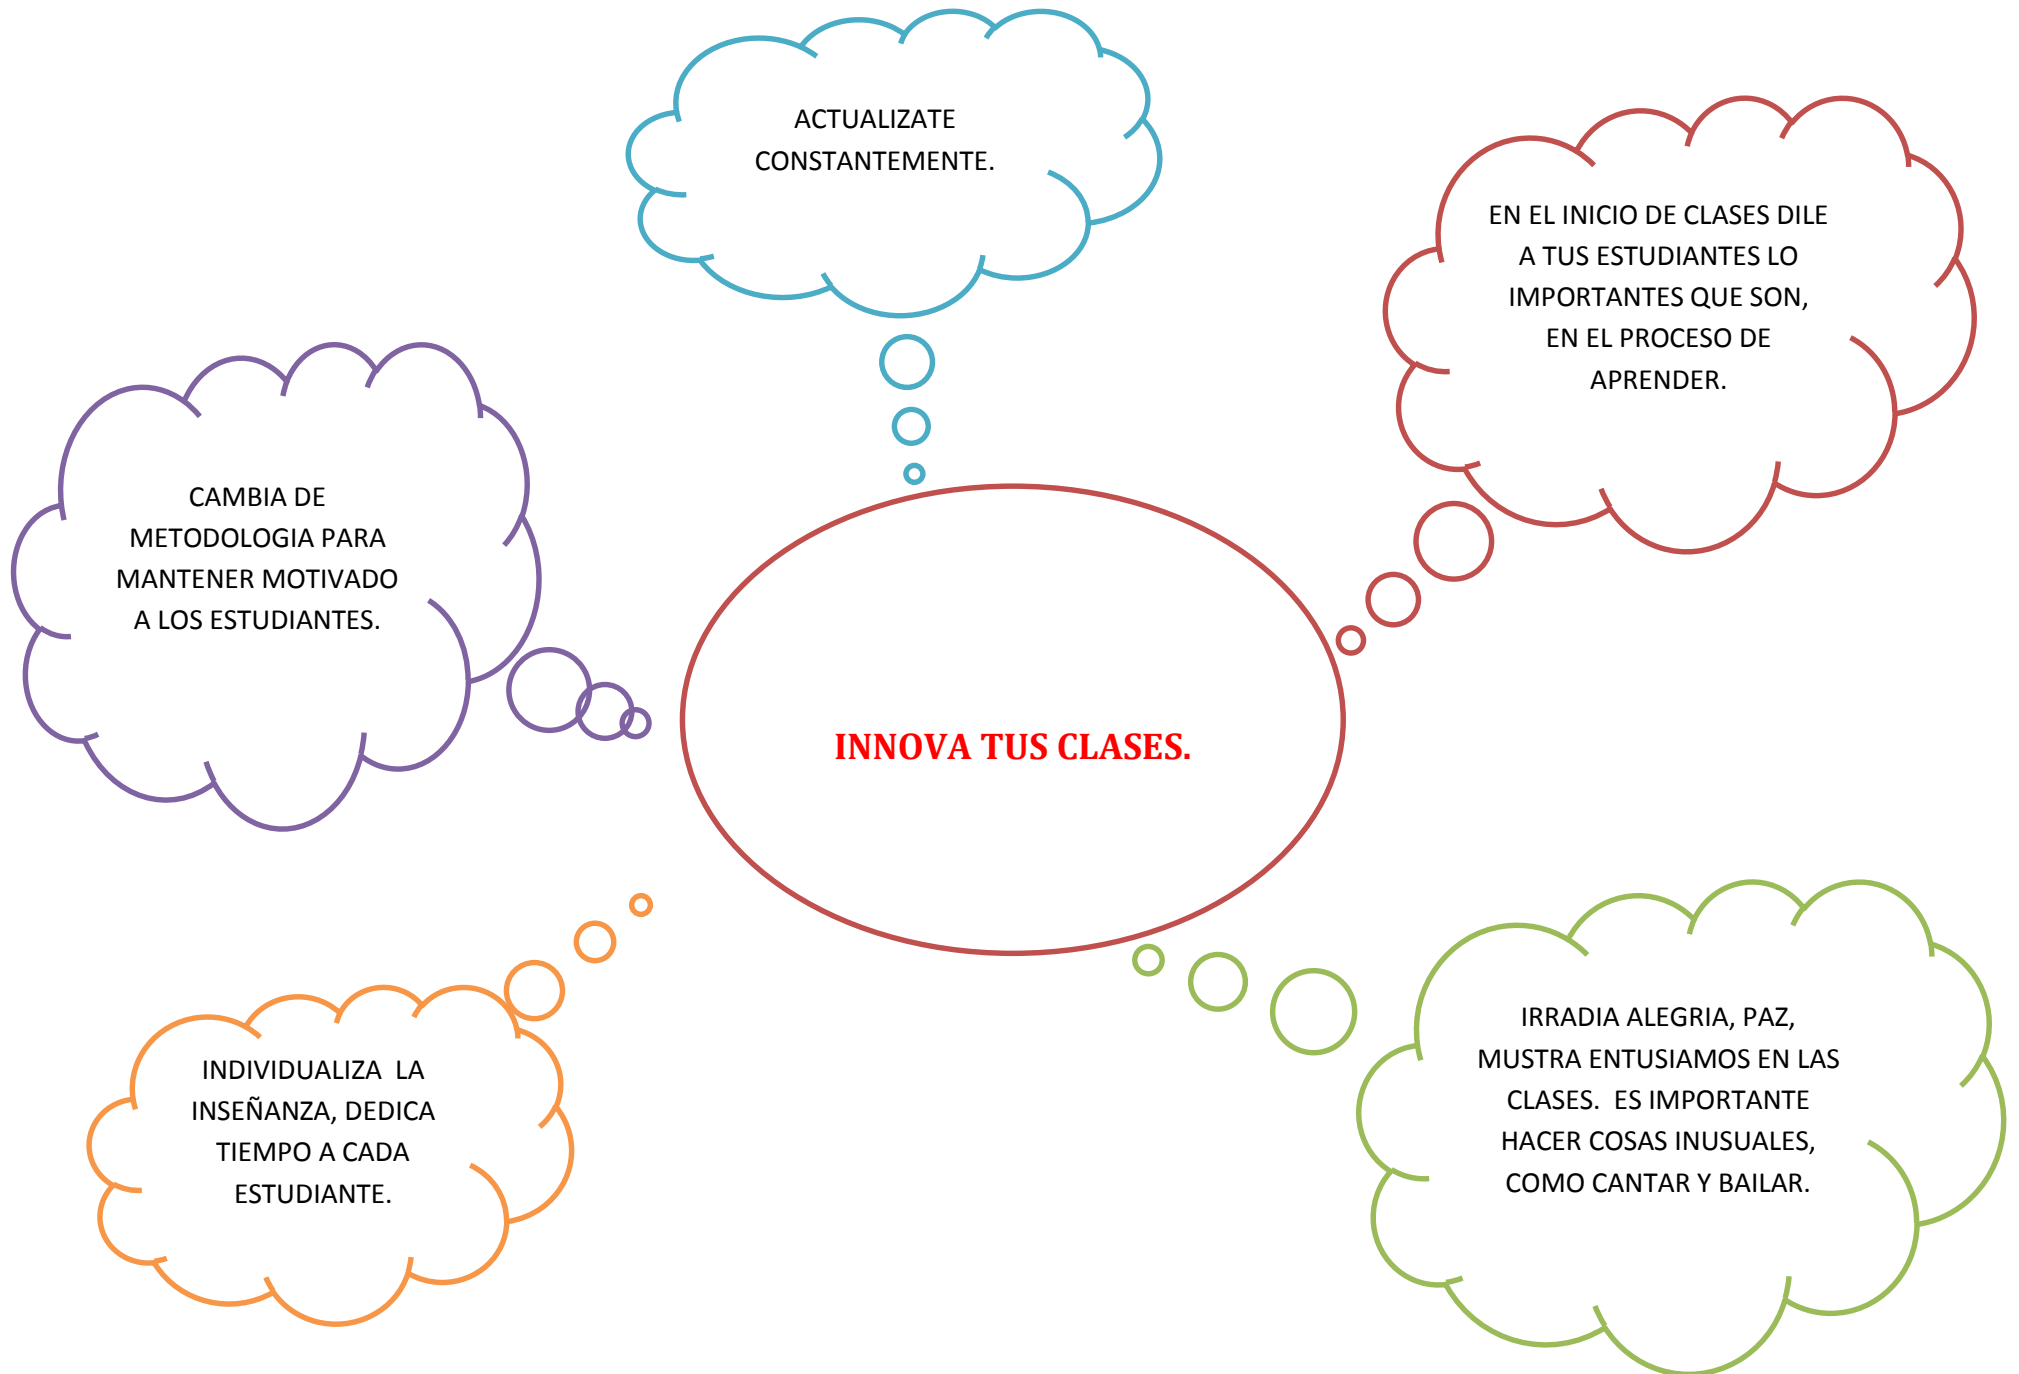 ACTUALIZATE
CONSTANTEMENTE.
EN EL INICIO DE CLASES DILE
A TUS ESTUDIANTES LO
IMPORTANTES QUE SON,
EN EL PROCESO DE
APRENDER.
CAMBIA DE
METODOLOGIA PARA
MANTENER MOTIVADO
A LOS ESTUDIANTES.
INNOVA TUS CLASES.
INDIVIDUALIZA  LA
INSEÑANZA, DEDICA
TIEMPO A CADA
ESTUDIANTE.
IRRADIA ALEGRIA, PAZ,
MUSTRA ENTUSIAMOS EN LAS
CLASES.  ES IMPORTANTE
HACER COSAS INUSUALES,
COMO CANTAR Y BAILAR.